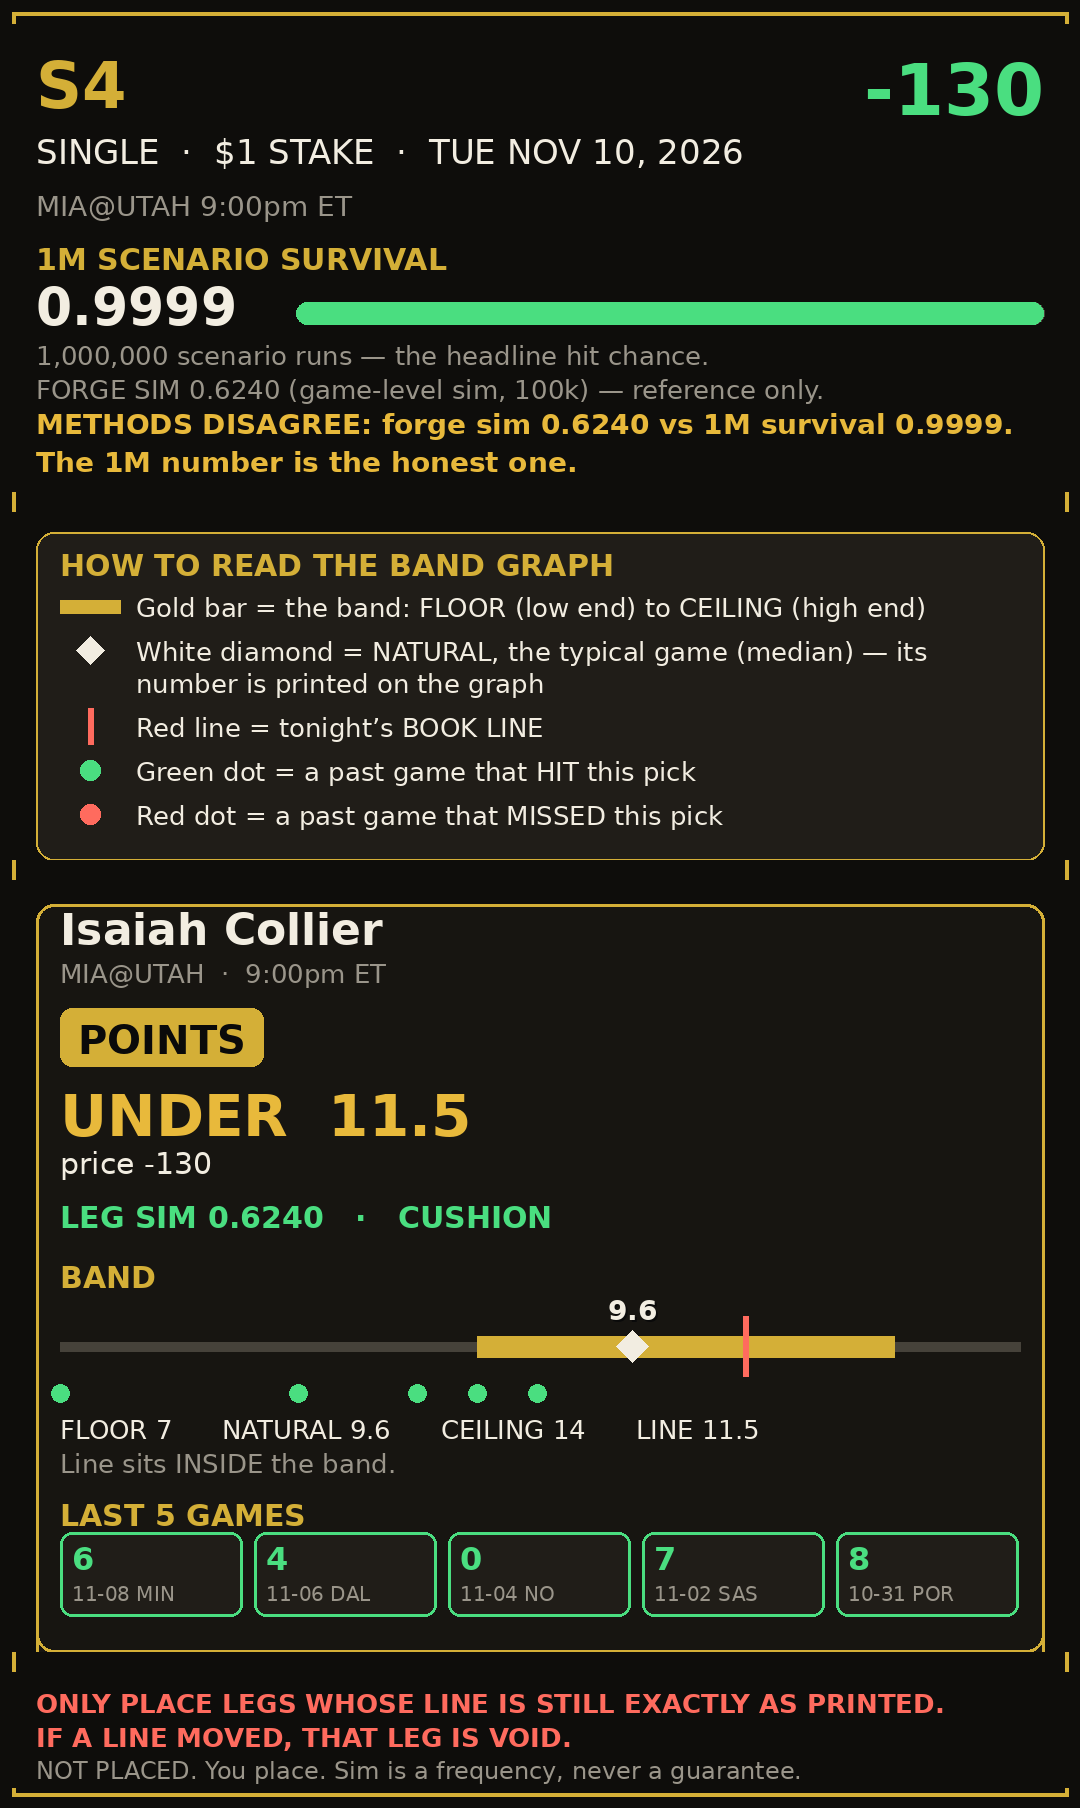 S4
-130
SINGLE · $1 STAKE · TUE NOV 10, 2026
MIA@UTAH 9:00pm ET
1M SCENARIO SURVIVAL
0.9999
1,000,000 scenario runs — the headline hit chance.
FORGE SIM 0.6240 (game-level sim, 100k) — reference only.
METHODS DISAGREE: forge sim 0.6240 vs 1M survival 0.9999.
The 1M number is the honest one.
HOW TO READ THE BAND GRAPH
Gold bar = the band: FLOOR (low end) to CEILING (high end)
White diamond = NATURAL, the typical game (median) — its
number is printed on the graph
Red line = tonight’s BOOK LINE
Green dot = a past game that HIT this pick
Red dot = a past game that MISSED this pick
Isaiah Collier
MIA@UTAH · 9:00pm ET
POINTS
UNDER 11.5
price -130
LEG SIM 0.6240 · CUSHION
BAND
9.6
FLOOR 7 NATURAL 9.6 CEILING 14 LINE 11.5
Line sits INSIDE the band.
LAST 5 GAMES
6 4 0 7 8
11-08 MIN 11-06 DAL 11-04 NO 11-02 SAS 10-31 POR
ONLY PLACE LEGS WHOSE LINE IS STILL EXACTLY AS PRINTED.
IF A LINE MOVED, THAT LEG IS VOID.
NOT PLACED. You place. Sim is a frequency, never a guarantee.